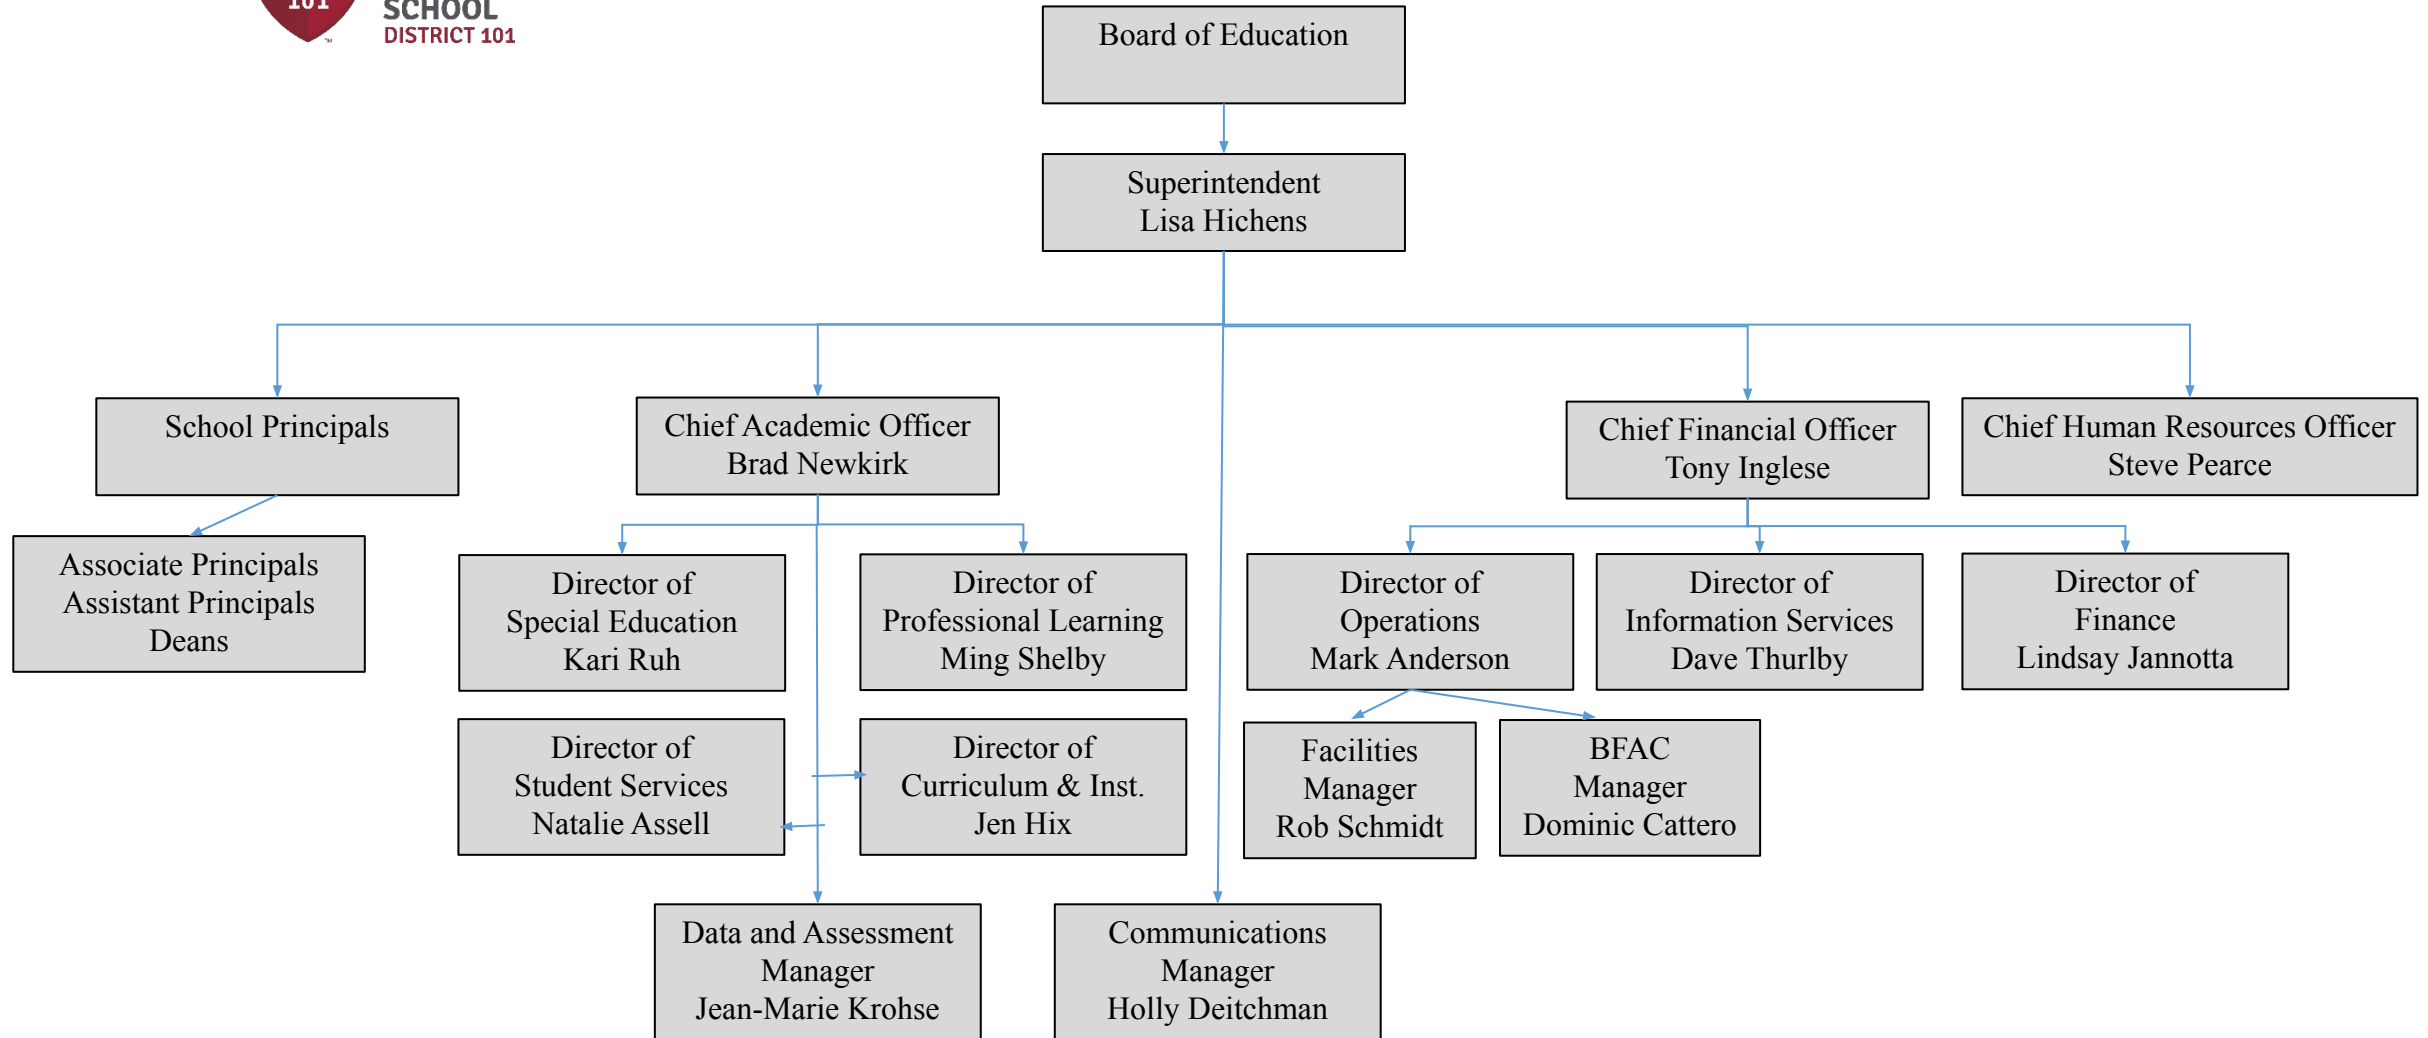 101
SCHOOL
DISTRICT 101
Board of Education
Superintendent
Lisa Hichens
School Principals
Chief Academic Officer
Brad Newkirk
Chief Financial Officer
Tony Inglese
Chief Human Resources Officer
Steve Pearce
Associate Principals
Assistant Principals
Deans
Director of
Special Education
Kari Ruh
Director of
Professional Learning
Ming Shelby
Director of
Operations
Mark Anderson
Director of
Information Services
Dave Thurlby
Director of
Finance
Lindsay Jannotta
Director of
Student Services
Natalie Assell
Director of
Curriculum & Inst.
Jen Hix
Facilities
Manager
Rob Schmidt
BFAC
Manager
Dominic Cattero
Data and Assessment
Manager
Jean-Marie Krohse
Communications
Manager
Holly Deitchman